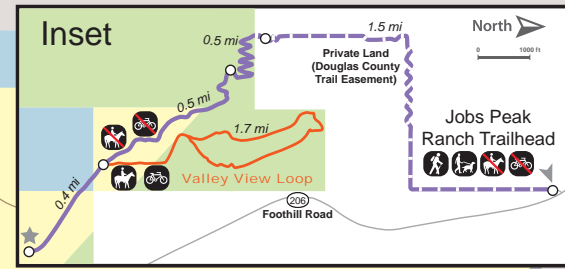 Inset
0.5 mi
1.5 mi
North
0
1000 ft
Private Land
(Douglas County
Trail Easement)
0.5 mi
1.7 mi
Jobs Peak
Ranch Trailhead
Valley View Loop
0.4 mi
206
Foothill Road